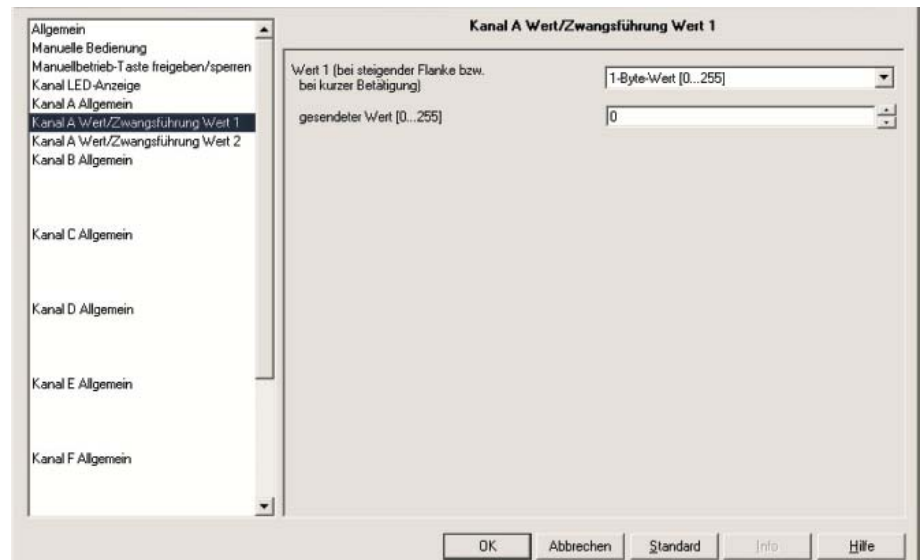 Kanal A Wert/Zwangsführung Wert 1
Allgemein
Manuelle Bedienung
Manuellbetrieb-Taste freigeben/sperren
Kanal LED-Anzeige
Kanal A Allgemein
Kanal A Wert/Zwangsführung Wert 1
Kanal A Wert/Zwangsführung Wert 2
Kanal B Allgemein
Kanal C Allgemein
Kanal D Allgemein
Kanal E Allgemein
Kanal F Allgemein
Wert 1 (bei steigender Flanke bzw.
bei kurzer Betätigung)
1-Byte-Wert [0...255]
gesendeter Wert [0...255]
0
OK
Abbrechen
Standard
Info
Hilfe